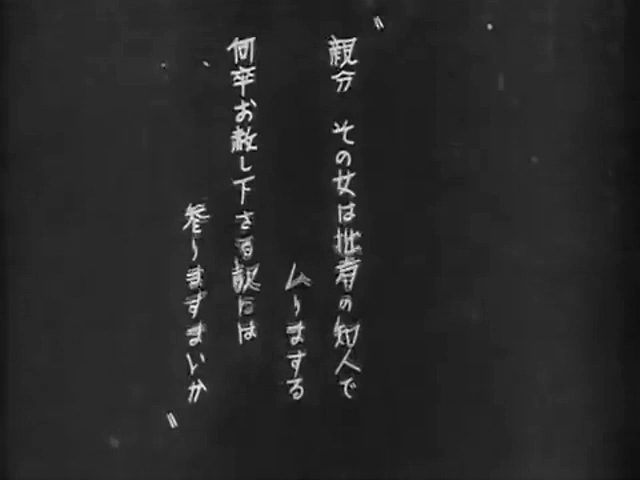 〝親分 その女は拙者の知人で
ムりまする
何卒お赦し下さる訳には
参りますまいか〟